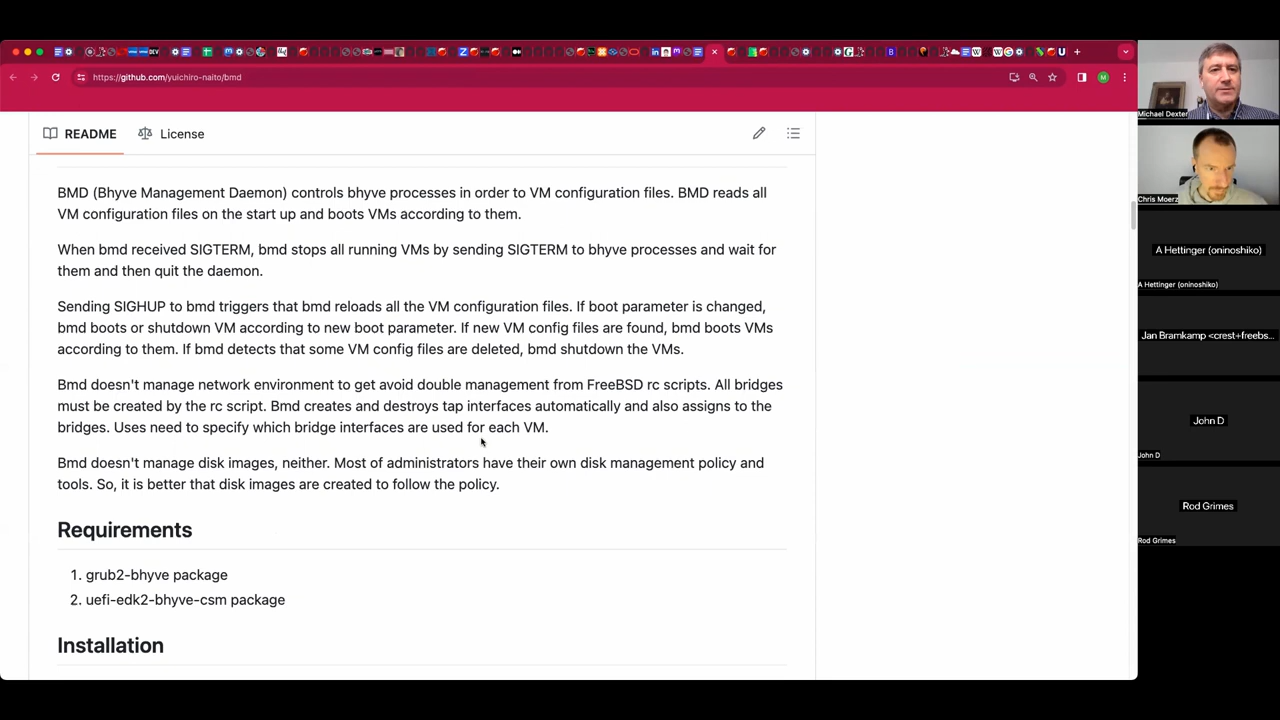 https://github.com/yuichiro-naito/bmd
README
License
BMD (Bhyve Management Daemon) controls bhyve processes in order to VM configuration files. BMD reads all
VM configuration files on the start up and boots VMs according to them.
When bmd received SIGTERM, bmd stops all running VMs by sending SIGTERM to bhyve processes and wait for
them and then quit the daemon.
Sending SIGHUP to bmd triggers that bmd reloads all the VM configuration files. If boot parameter is changed,
bmd boots or shutdown VM according to new boot parameter. If new VM config files are found, bmd boots VMs
according to them. If bmd detects that some VM config files are deleted, bmd shutdown the VMs.
Bmd doesn't manage network environment to get avoid double management from FreeBSD rc scripts. All bridges
must be created by the rc script. Bmd creates and destroys tap interfaces automatically and also assigns to the
bridges. Uses need to specify which bridge interfaces are used for each VM.
Bmd doesn't manage disk images, neither. Most of administrators have their own disk management policy and
tools. So, it is better that disk images are created to follow the policy.
Requirements
1. grub2-bhyve package
2. uefi-edk2-bhyve-csm package
Installation
Michael Dexter
Chris Moerz
A Hettinger (oninoshiko)
A Hettinger (oninoshiko)
Jan Bramkamp <crest+freebs...
John D
John D
Rod Grimes
Rod Grimes